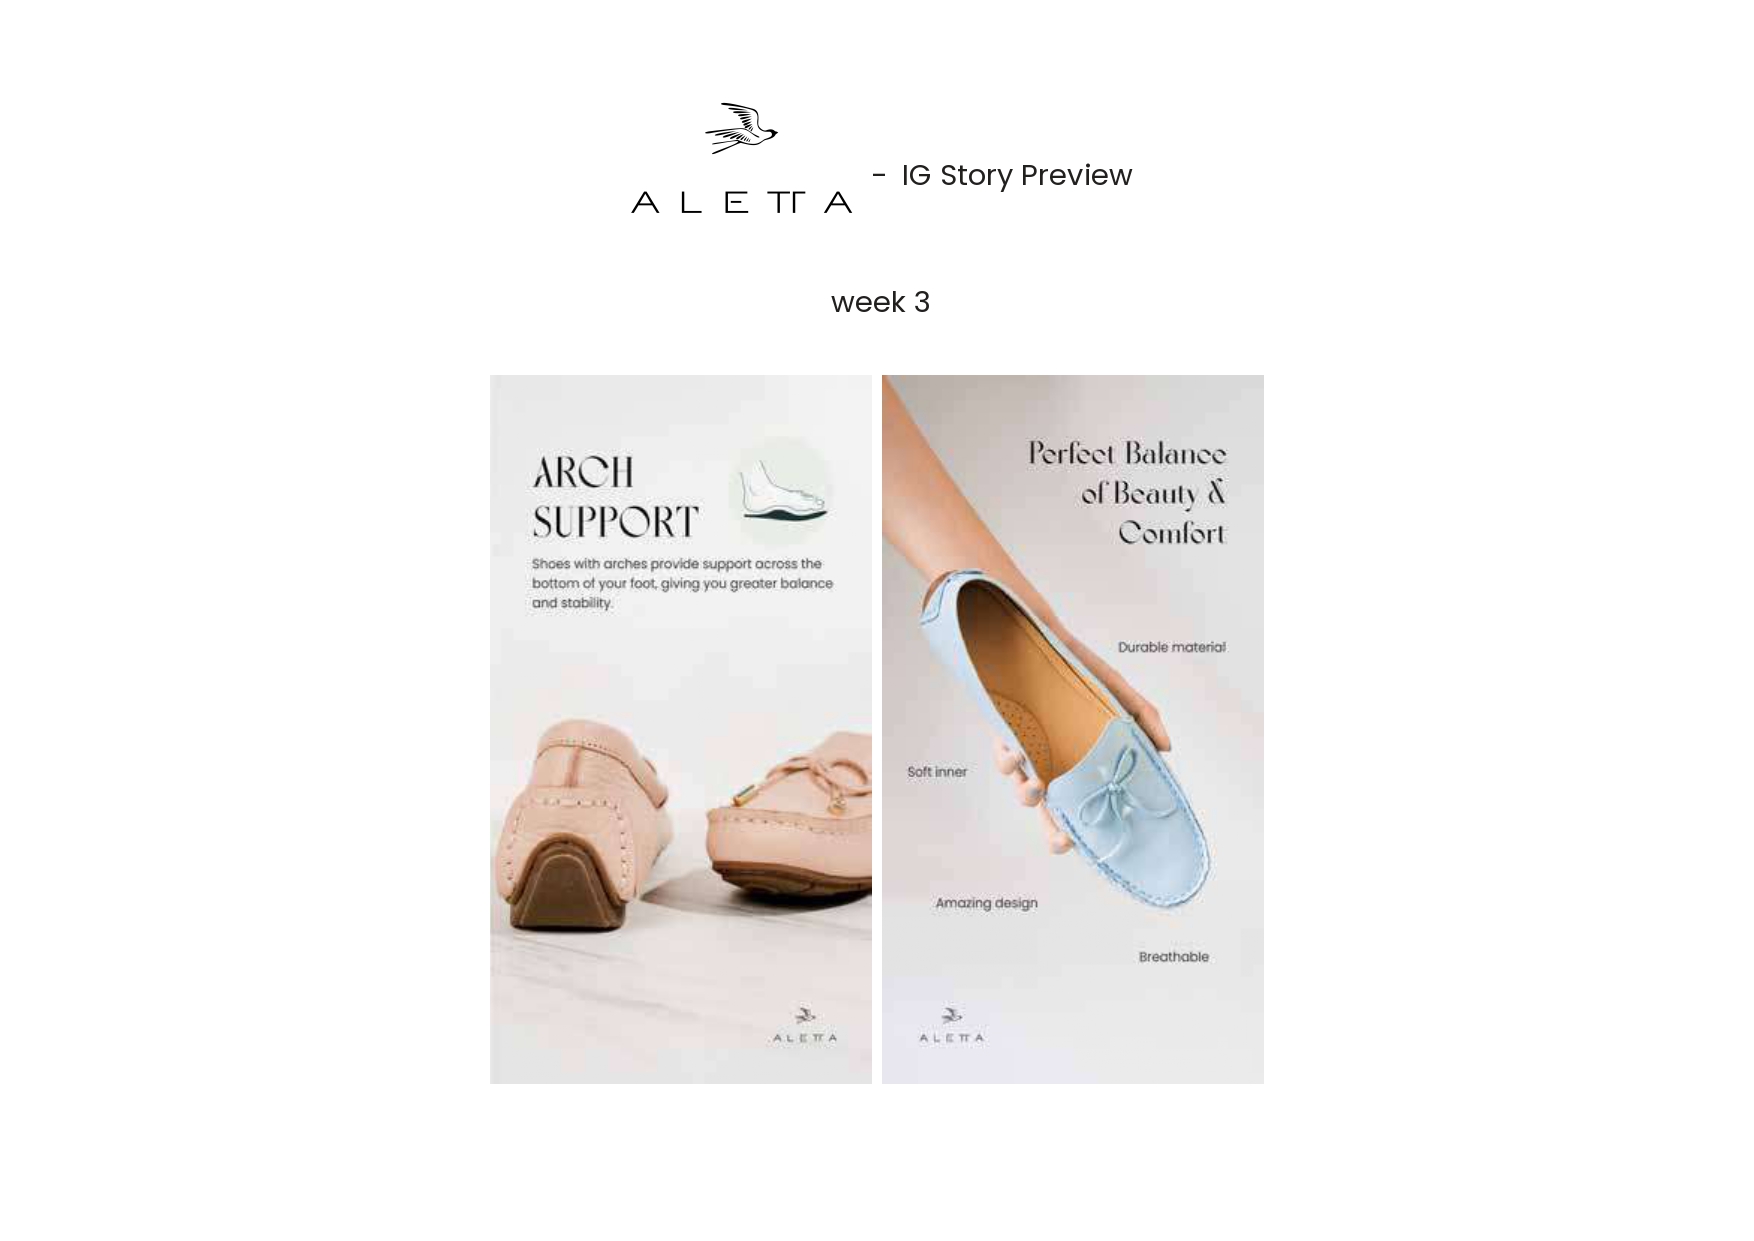 ALETTA
- IG Story Preview
week 3
ARCH
SUPPORT
Shoes with arches provide support across the
bottom of your foot, giving you greater balance
and stability.
ALETTA
Perfect Balance
of Beauty &
Comfort
Durable material
Soft inner
Amazing design
Breathable
ALETTA